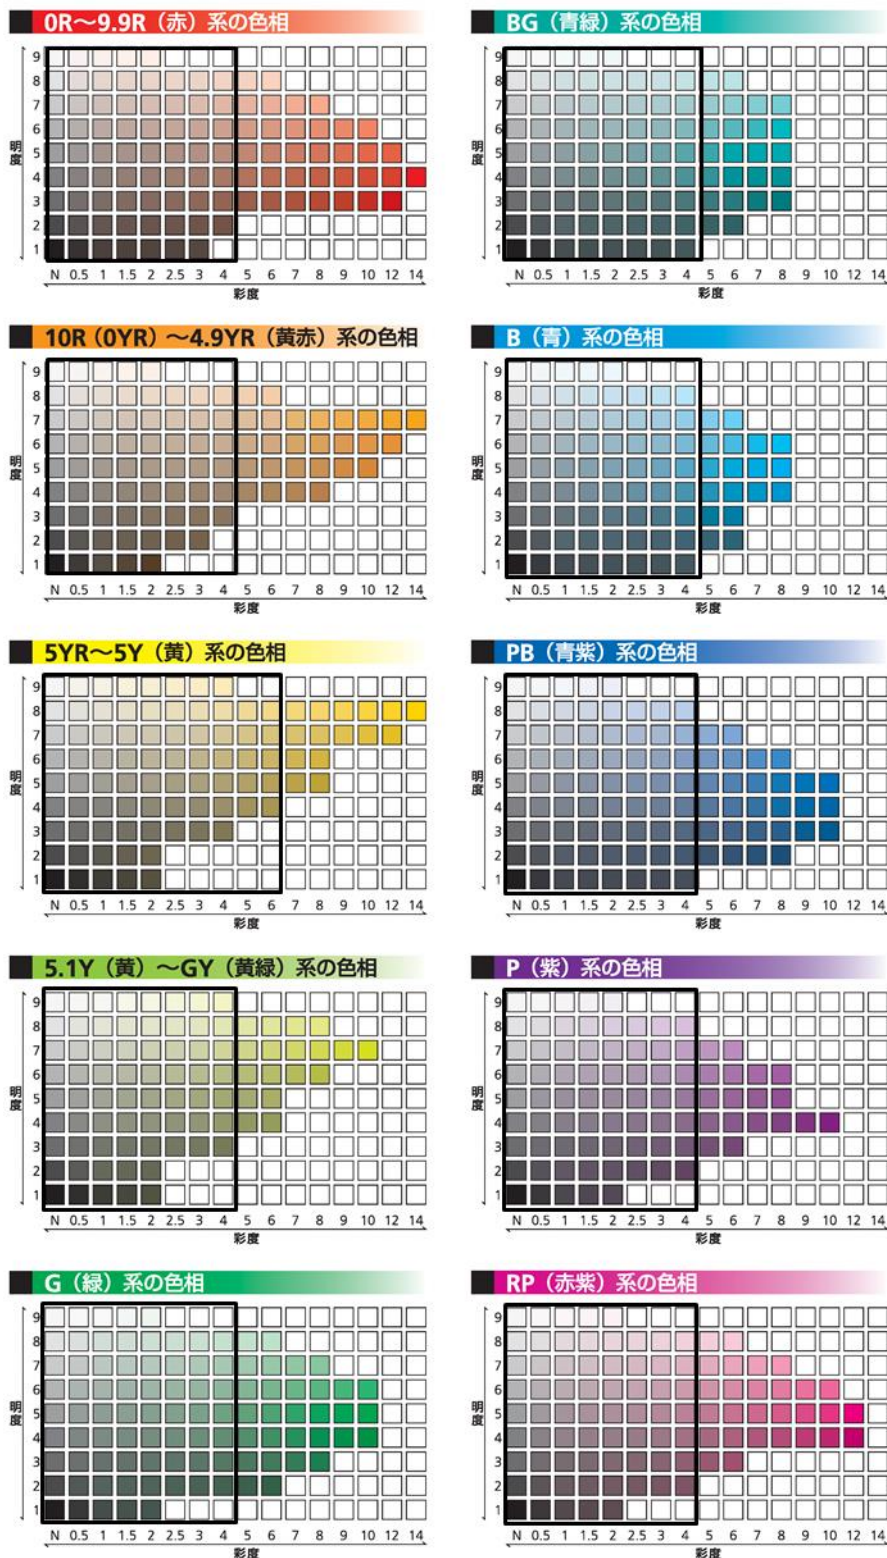 0R～9.9R（赤）系の色相
明度
9
8
7
6
5
4
3
2
1
N 0.5 1 1.5 2 2.5 3 4 5 6 7 8 9 10 12 14
彩度
BG（青緑）系の色相
明度
9
8
7
6
5
4
3
2
1
N 0.5 1 1.5 2 2.5 3 4 5 6 7 8 9 10 12 14
彩度
10R（0YR）～4.9YR（黄赤）系の色相
明度
9
8
7
6
5
4
3
2
1
N 0.5 1 1.5 2 2.5 3 4 5 6 7 8 9 10 12 14
彩度
B（青）系の色相
明度
9
8
7
6
5
4
3
2
1
N 0.5 1 1.5 2 2.5 3 4 5 6 7 8 9 10 12 14
彩度
5YR～5Y（黄）系の色相
明度
9
8
7
6
5
4
3
2
1
N 0.5 1 1.5 2 2.5 3 4 5 6 7 8 9 10 12 14
彩度
PB（青紫）系の色相
明度
9
8
7
6
5
4
3
2
1
N 0.5 1 1.5 2 2.5 3 4 5 6 7 8 9 10 12 14
彩度
5.1Y（黄）～GY（黄緑）系の色相
明度
9
8
7
6
5
4
3
2
1
N 0.5 1 1.5 2 2.5 3 4 5 6 7 8 9 10 12 14
彩度
P（紫）系の色相
明度
9
8
7
6
5
4
3
2
1
N 0.5 1 1.5 2 2.5 3 4 5 6 7 8 9 10 12 14
彩度
G（緑）系の色相
明度
9
8
7
6
5
4
3
2
1
N 0.5 1 1.5 2 2.5 3 4 5 6 7 8 9 10 12 14
彩度
RP（赤紫）系の色相
明度
9
8
7
6
5
4
3
2
1
N 0.5 1 1.5 2 2.5 3 4 5 6 7 8 9 10 12 14
彩度